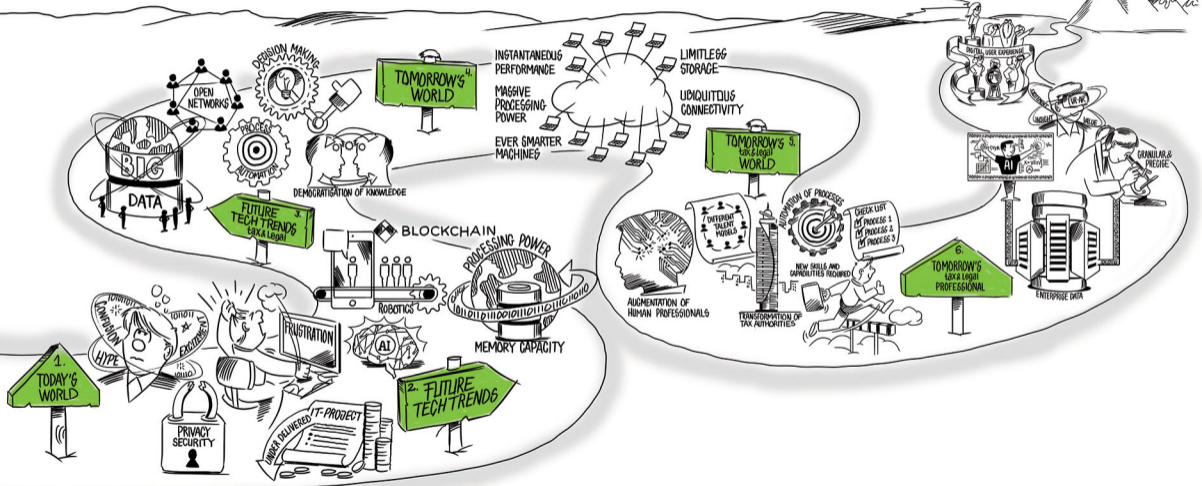 1.
TODAY'S
WORLD
CONFUSION
HYPE
EXCITEMENT
FRUSTRATION
PRIVACY
SECURITY
UNDER DELIVERED
IT-PROJECT
2. FUTURE
TECH TRENDS
AI
ROBOTICS
BLOCKCHAIN
PROCESSING POWER
MEMORY CAPACITY
3.
FUTURE
TECH TRENDS
tax & legal
BIG
DATA
OPEN
NETWORKS
DECISION MAKING
PROCESS
AUTOMATION
DEMOCRATISATION OF KNOWLEDGE
4.
TOMORROW'S
WORLD
INSTANTANEOUS
PERFORMANCE
MASSIVE
PROCESSING
POWER
EVER SMARTER
MACHINES
LIMITLESS
STORAGE
UBIQUITOUS
CONNECTIVITY
5.
TOMORROW'S
tax & legal
WORLD
AUGMENTATION OF
HUMAN PROFESSIONALS
DIFFERENT
TALENT
MODELS
TRANSFORMATION OF
TAX AUTHORITIES
AUTOMATION OF PROCESSES
CHECK LIST
PROCESS 1
PROCESS 2
PROCESS 3
NEW SKILLS AND
CAPACITIES REQUIRED
6.
TOMORROW'S
tax & legal
PROFESSIONAL
ENTERPRISE DATA
AI
GRANULAR &
PRECISE
INSIGHT
VALUE
VR-AR
DIGITAL USER EXPERIENCE